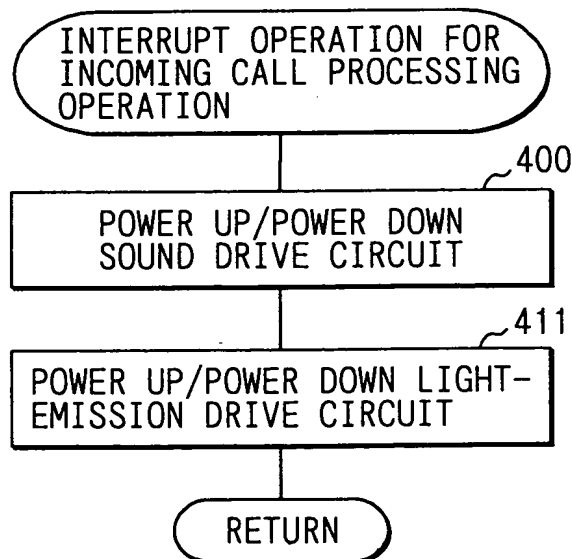 INTERRUPT OPERATION FOR
INCOMING CALL PROCESSING
OPERATION
400
POWER UP/POWER DOWN
SOUND DRIVE CIRCUIT
411
POWER UP/POWER DOWN LIGHT-
EMISSION DRIVE CIRCUIT
RETURN